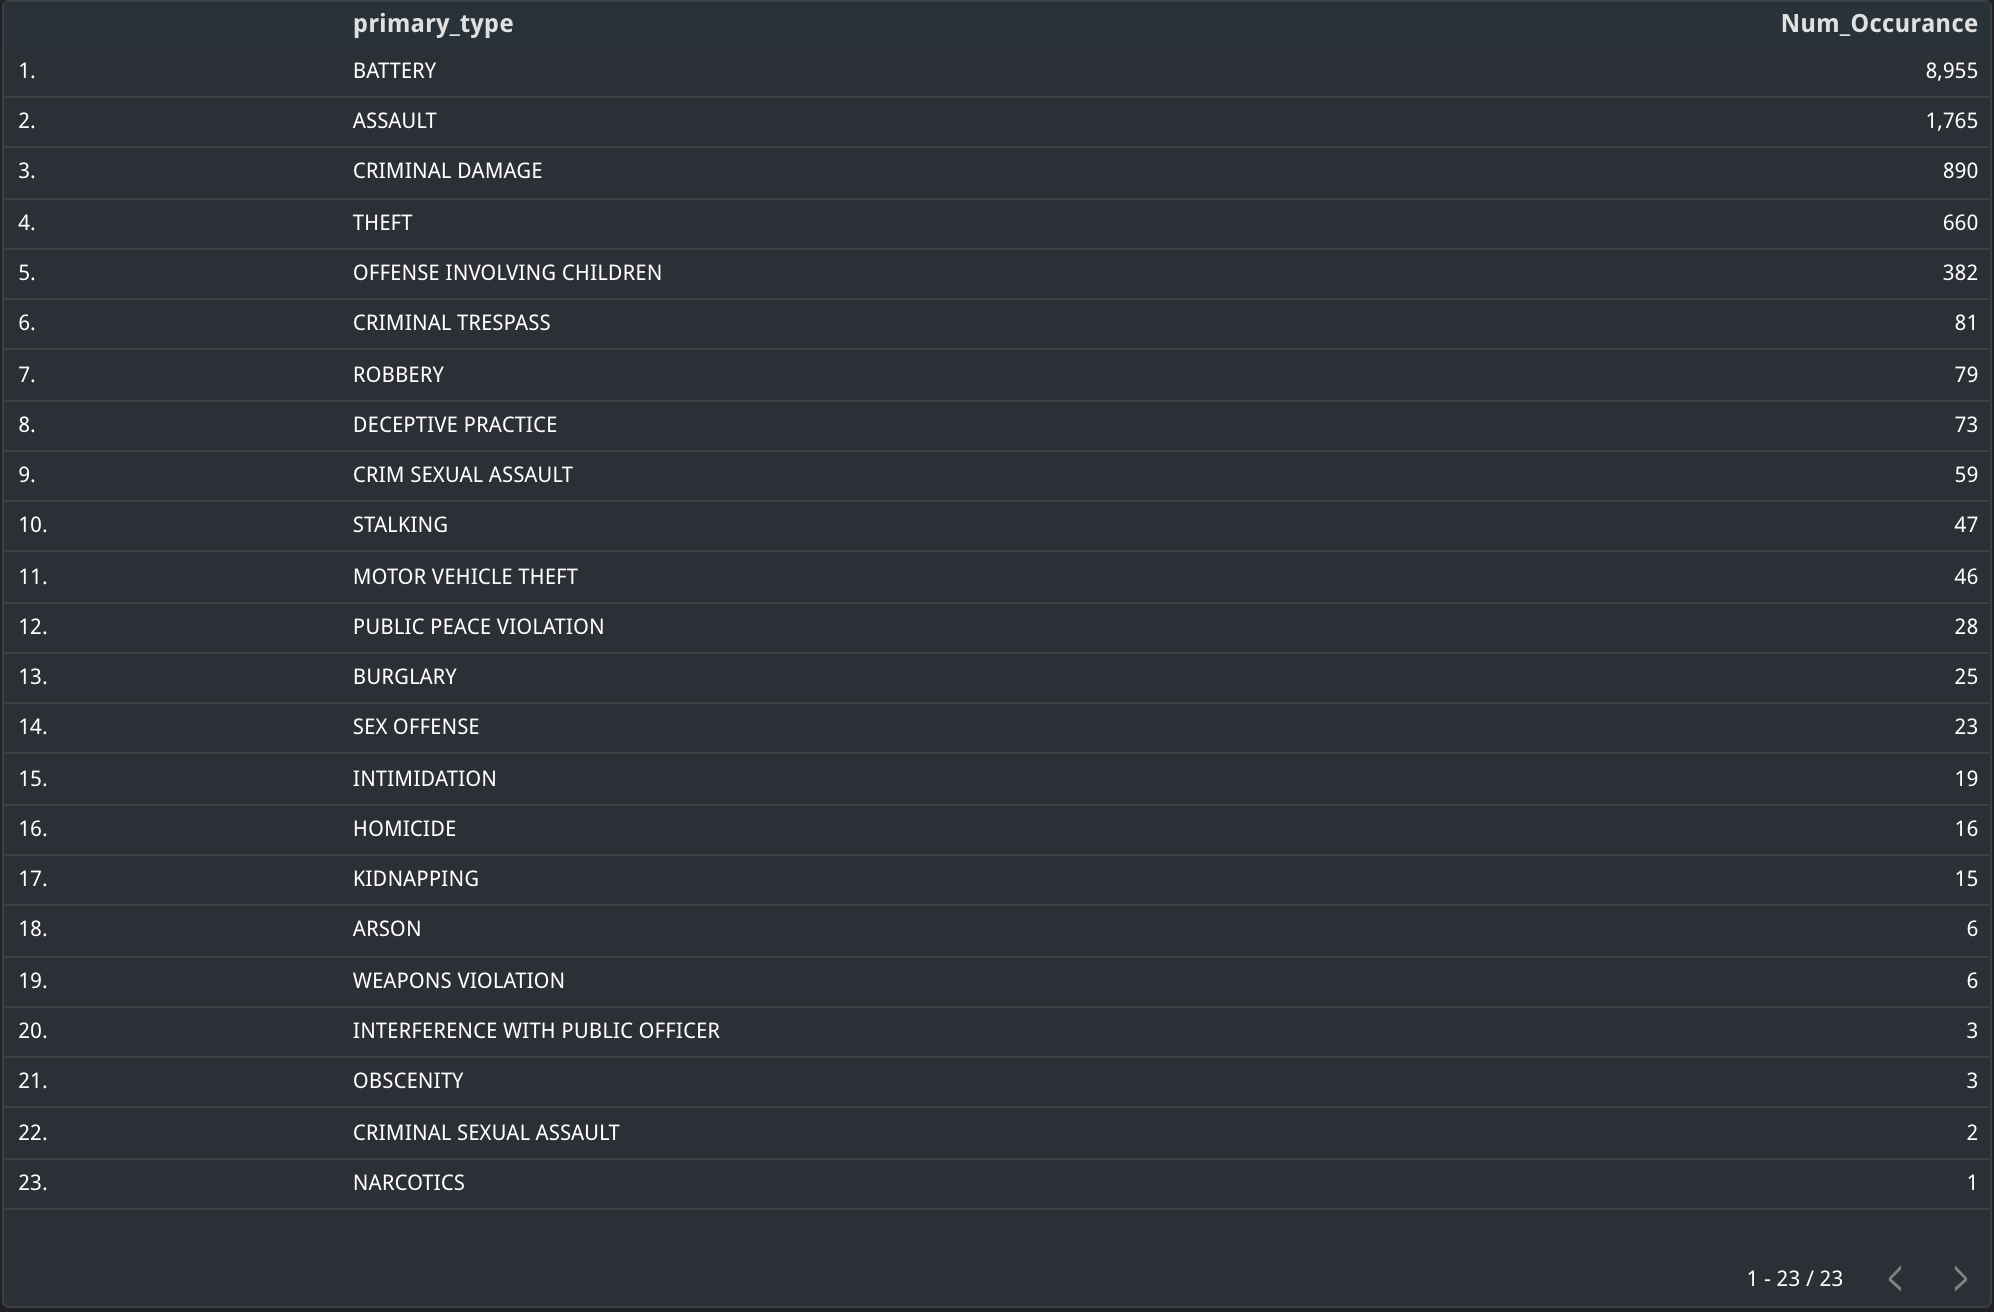 primary_type Num_Occurance
1. BATTERY 8,955
2. ASSAULT 1,765
3. CRIMINAL DAMAGE 890
4. THEFT 660
5. OFFENSE INVOLVING CHILDREN 382
6. CRIMINAL TRESPASS 81
7. ROBBERY 79
8. DECEPTIVE PRACTICE 73
9. CRIM SEXUAL ASSAULT 59
10. STALKING 47
11. MOTOR VEHICLE THEFT 46
12. PUBLIC PEACE VIOLATION 28
13. BURGLARY 25
14. SEX OFFENSE 23
15. INTIMIDATION 19
16. HOMICIDE 16
17. KIDNAPPING 15
18. ARSON 6
19. WEAPONS VIOLATION 6
20. INTERFERENCE WITH PUBLIC OFFICER 3
21. OBSCENITY 3
22. CRIMINAL SEXUAL ASSAULT 2
23. NARCOTICS 1
1 - 23 / 23